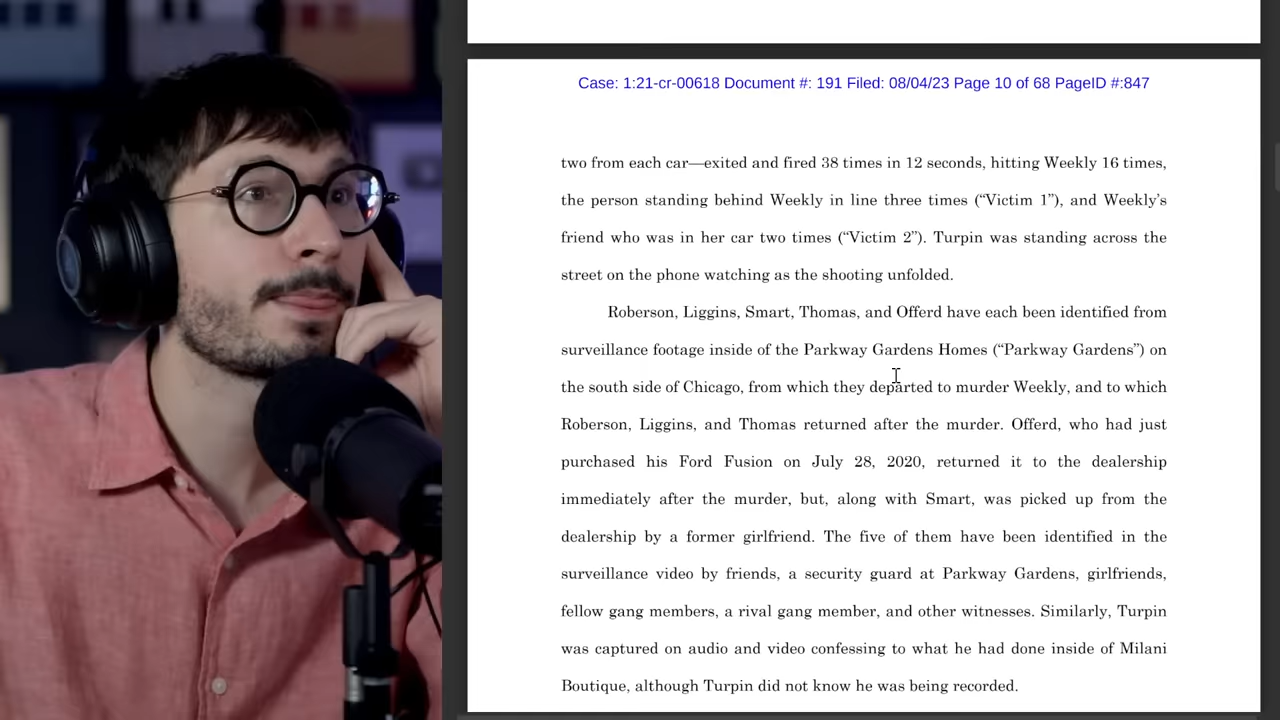 Case: 1:21-cr-00618 Document #: 191 Filed: 08/04/23 Page 10 of 68 PageID #:847
two from each car—exited and fired 38 times in 12 seconds, hitting Weekly 16 times,
the person standing behind Weekly in line three times (“Victim 1”), and Weekly’s
friend who was in her car two times (“Victim 2”). Turpin was standing across the
street on the phone watching as the shooting unfolded.
Roberson, Liggins, Smart, Thomas, and Offerd have each been identified from
surveillance footage inside of the Parkway Gardens Homes (“Parkway Gardens”) on
the south side of Chicago, from which they departed to murder Weekly, and to which
Roberson, Liggins, and Thomas returned after the murder. Offerd, who had just
purchased his Ford Fusion on July 28, 2020, returned it to the dealership
immediately after the murder, but, along with Smart, was picked up from the
dealership by a former girlfriend. The five of them have been identified in the
surveillance video by friends, a security guard at Parkway Gardens, girlfriends,
fellow gang members, a rival gang member, and other witnesses. Similarly, Turpin
was captured on audio and video confessing to what he had done inside of Milani
Boutique, although Turpin did not know he was being recorded.